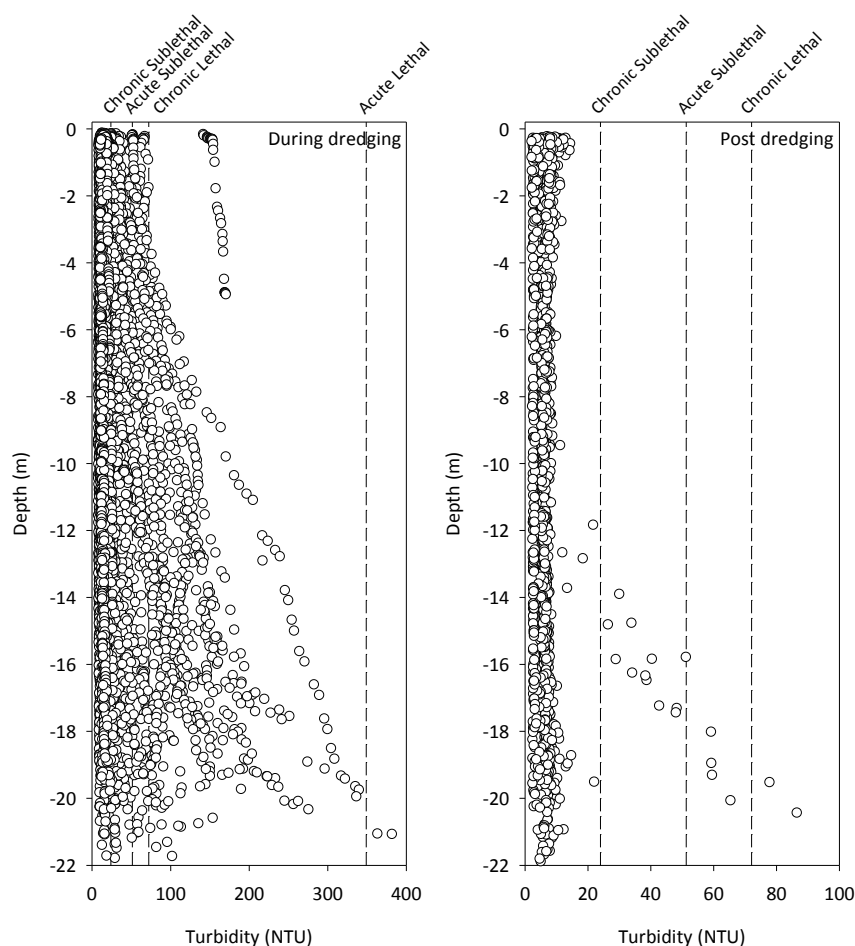 Chronic Sublethal
Acute Sublethal
Chronic Lethal
Acute Lethal
During dredging
0
-2
-4
-6
-8
-10
-12
-14
-16
-18
-20
-22
Depth (m)
0 100 200 300 400
Turbidity (NTU)
Chronic Sublethal
Acute Sublethal
Chronic Lethal
Post dredging
0
-2
-4
-6
-8
-10
-12
-14
-16
-18
-20
-22
Depth (m)
0 20 40 60 80 100
Turbidity (NTU)